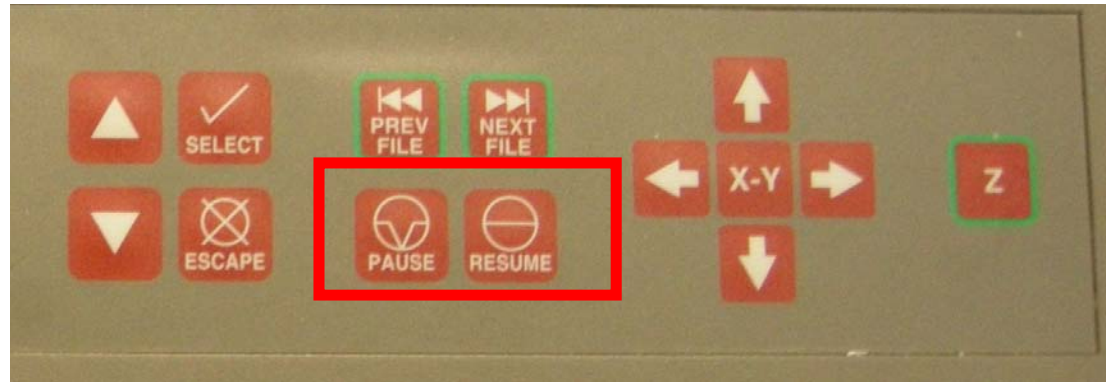 SELECT
PREV
FILE
NEXT
FILE
X-Y
Z
ESCAPE
PAUSE
RESUME